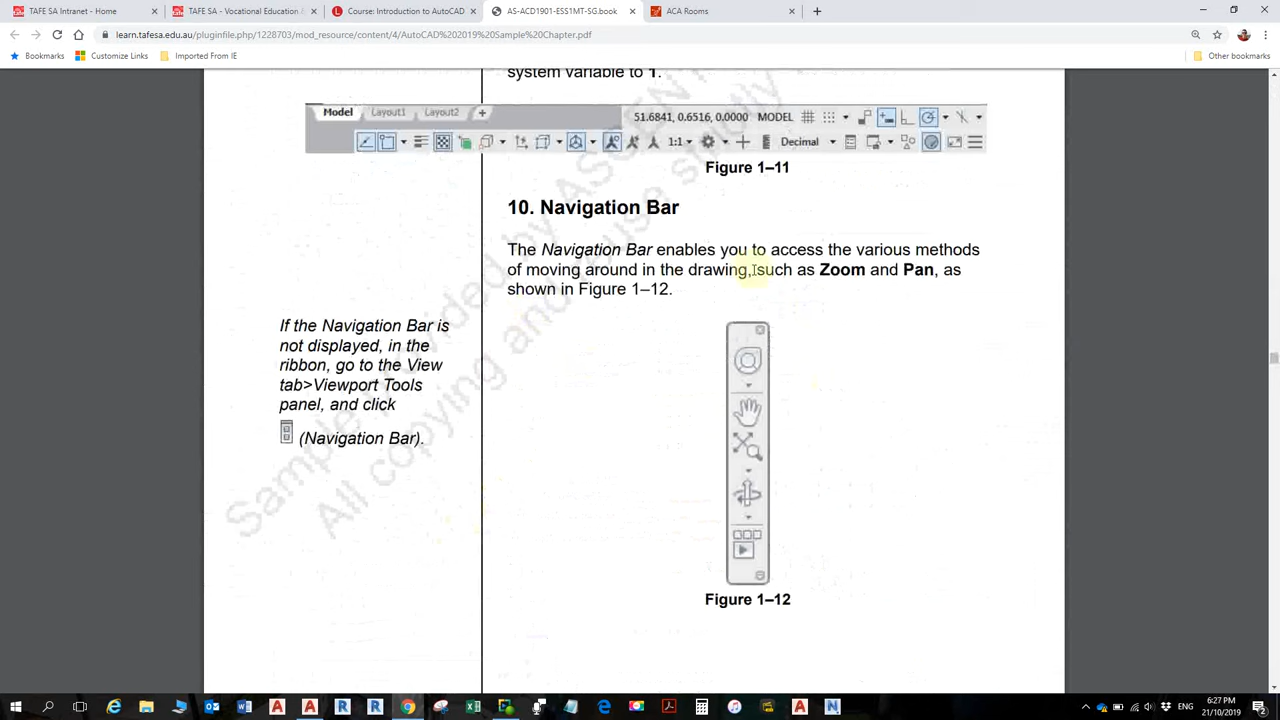 TAFE SA Intranet - Home
TAFE SA - Vocational Education &
Course: Introduction to AutoCAD
AS-ACD1901-ESS1MT-SG.book
ACA Rooms
learn.tafesa.edu.au/pluginfile.php/1228703/mod_resource/content/4/AutoCAD%202019%20Sample%20Chapter.pdf
Bookmarks
Customize Links
Imported From IE
Other bookmarks
system variable to 1.
Model Layout1 Layout2 +
51.6841, 0.6516, 0.0000 MODEL
1:1 Decimal
Figure 1–11
10. Navigation Bar
The Navigation Bar enables you to access the various methods
of moving around in the drawing, such as Zoom and Pan, as
shown in Figure 1–12.
If the Navigation Bar is
not displayed, in the
ribbon, go to the View
tab>Viewport Tools
panel, and click
(Navigation Bar).
Figure 1–12
ENG
6:27 PM
21/10/2019